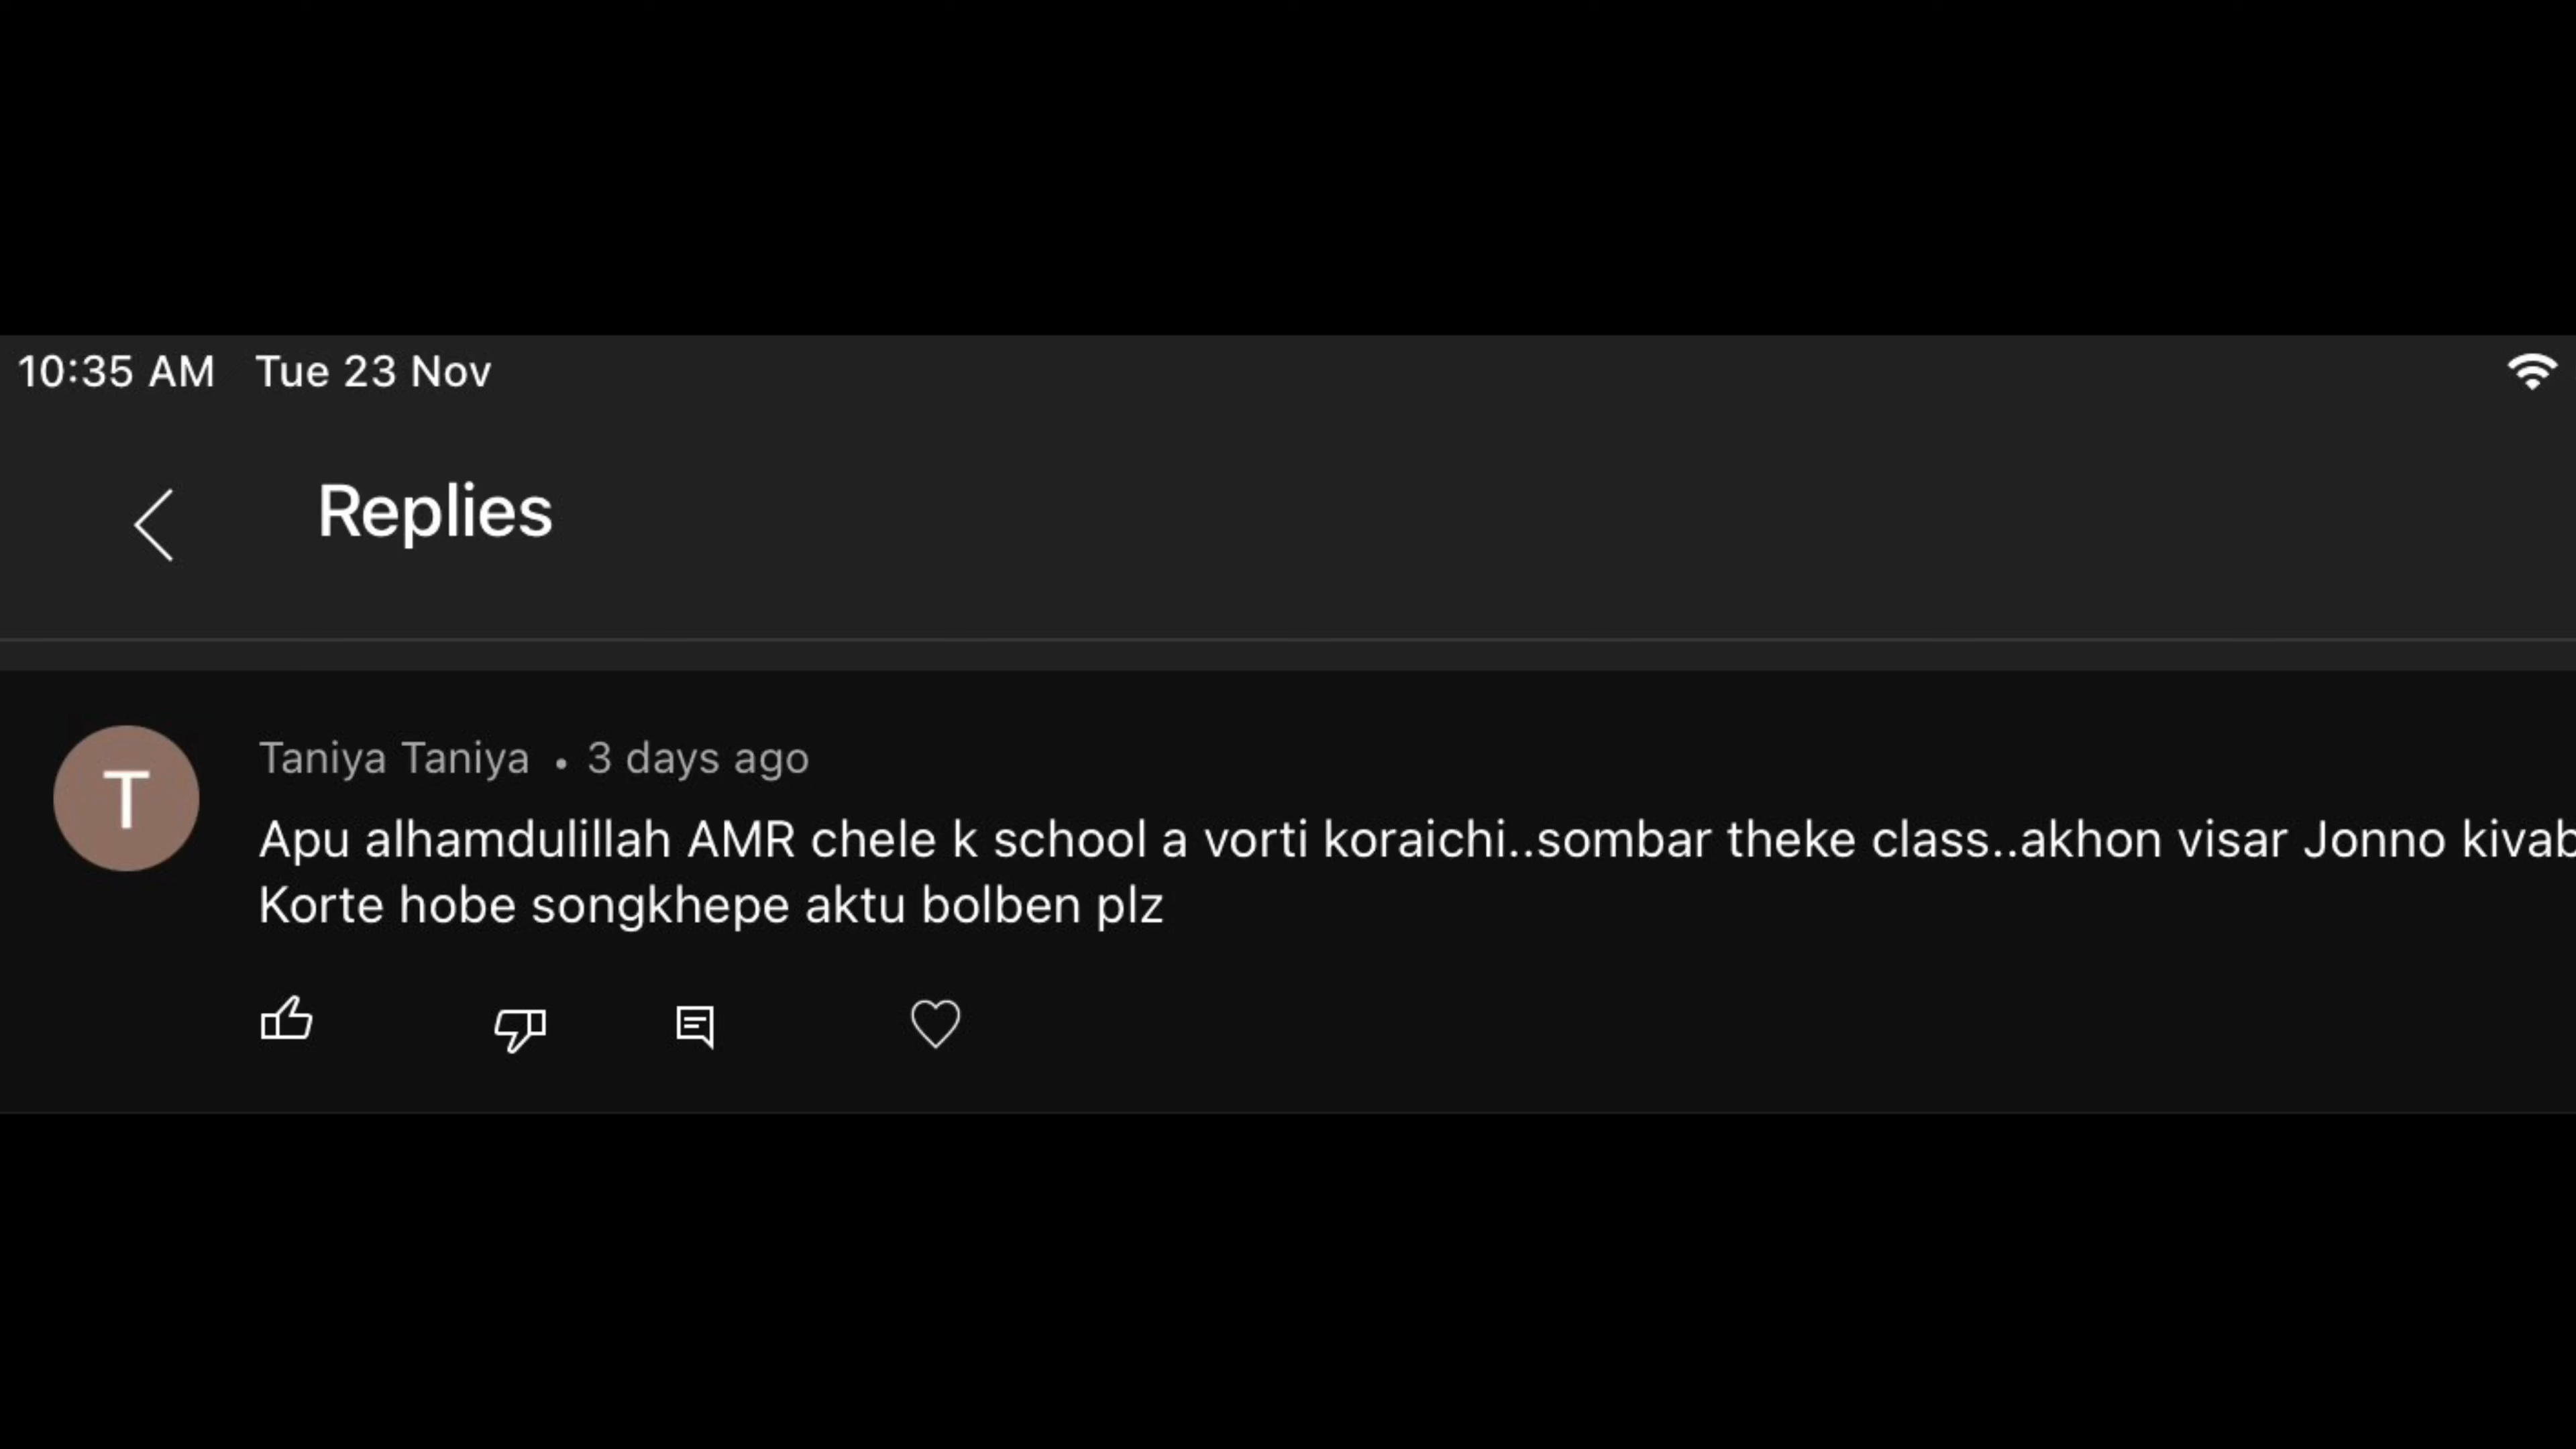 10:35 AM Tue 23 Nov
Replies
T
Taniya Taniya • 3 days ago
Apu alhamdulillah AMR chele k school a vorti koraichi..sombar theke class..akhon visar Jonno
Korte hobe songkhepe aktu bolben plz